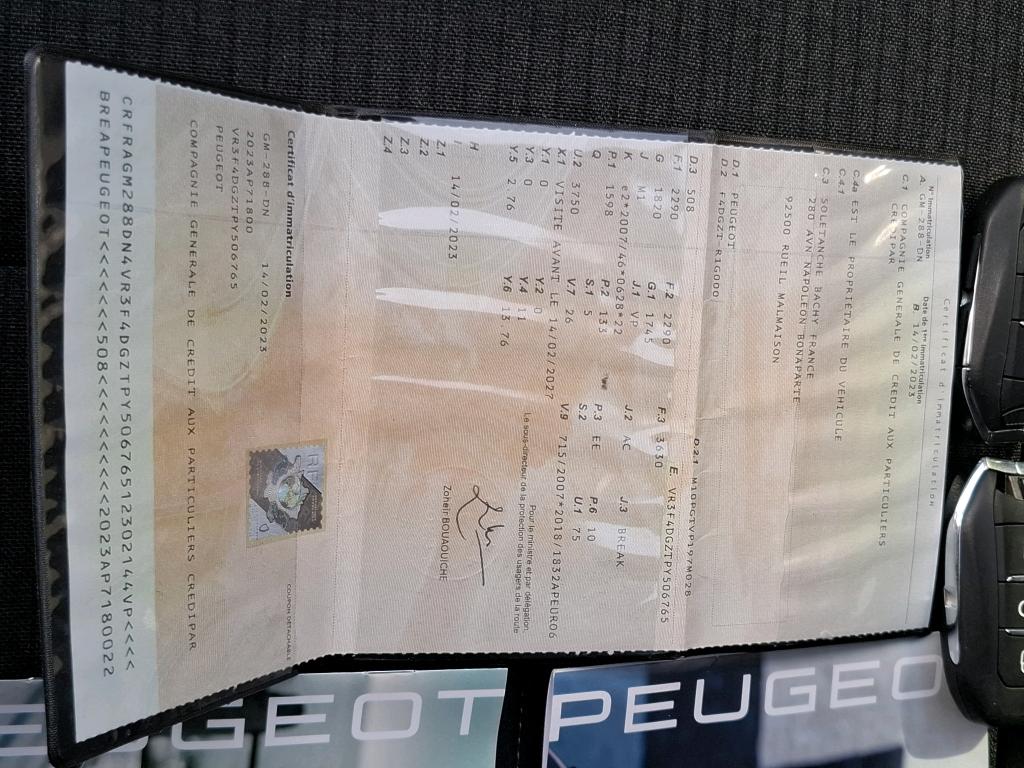 Certificat d'immatriculation
N° Immatriculation Date de 1ère Immatriculation
A. GM-288-DN B. 14/02/2023
C.1 COMPAGNIE GENERALE DE CREDIT AUX PARTICULIERS
CREDIPAR
C.4a EST LE PROPRIÉTAIRE DU VÉHICULE
C.4.1
C.3 SOLETANCHE BACHY FRANCE
280 AVN NAPOLEON BONAPARTE
92500 RUEIL MALMAISON
D.1 PEUGEOT
D.2 F4DGZT-R1G000
D.2.1 M10PGTVP197M028
D.3 508 E. VR3F4DGZTPY506765
F.1 2290 F.2 2290 F.3 3630
G 1820 G.1 1745
J M1 J.1 VP J.2 AC J.3 BREAK
K e2*2007/46*0628*22
P.1 1598 P.2 133 P.3 EE P.6 10
Q S.1 5 S.2 U.1 75
U.2 3750 V.7 26 V.9 715/2007*2018/1832APEUR06
X.1 VISITE AVANT LE 14/02/2027
Y.1 0 Y.2 0
Y.3 0 Y.4 11
Y.5 2.76 Y.6 13.76
Pour le ministre et par délégation,
Le sous-directeur de la protection des usagers de la route
H
I 14/02/2023
Zoheir BOUAOUICHE
Z.1
Z.2
Z.3
Z.4
Certificat d'immatriculation
COUPON DÉTACHABLE
GM-288-DN 14/02/2023
2023AP71800
VR3F4DGZTPY506765
PEUGEOT
RF
COMPAGNIE GENERALE DE CREDIT AUX PARTICULIERS CREDIPAR
CRFRAGM288DN4VR3F4DGZTPY50676512302144VP<<<<
BREAPEUGEOT<<<<<<508<<<<<<<<<<2023AP7180022
PEUGEOT
PEUGEO